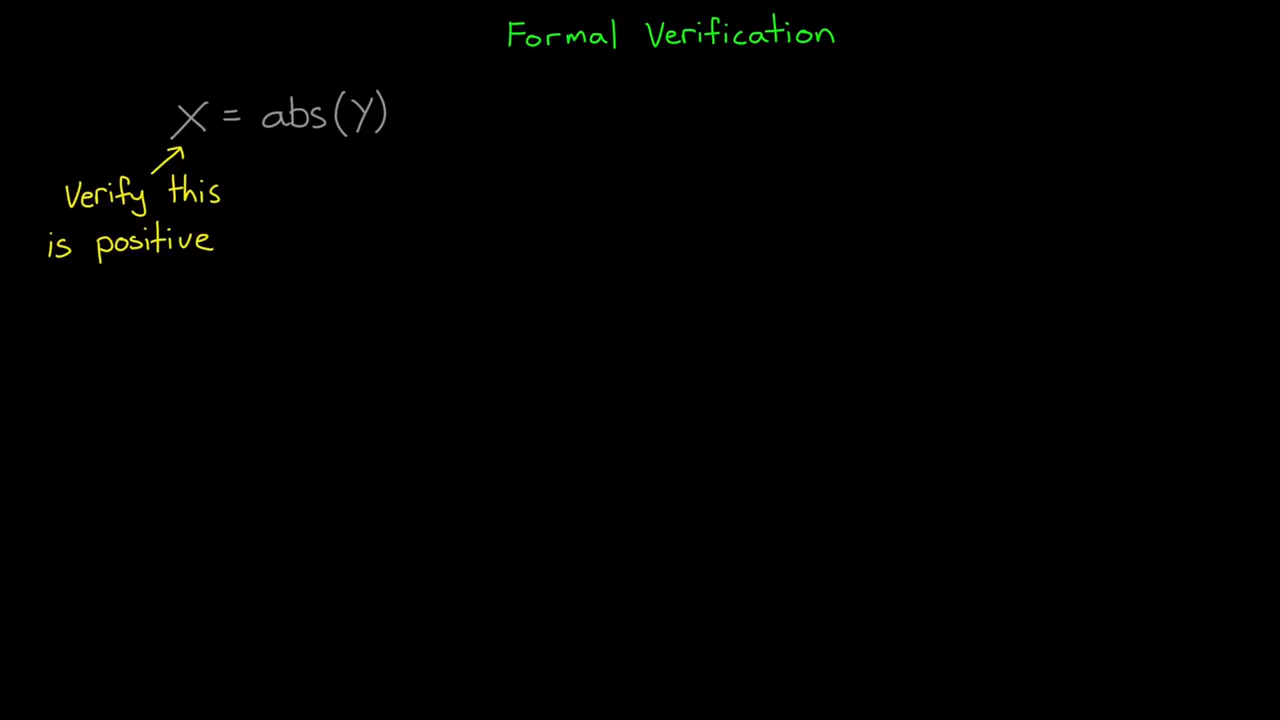 Formal Verification
X = abs(Y)
Verify this
is positive